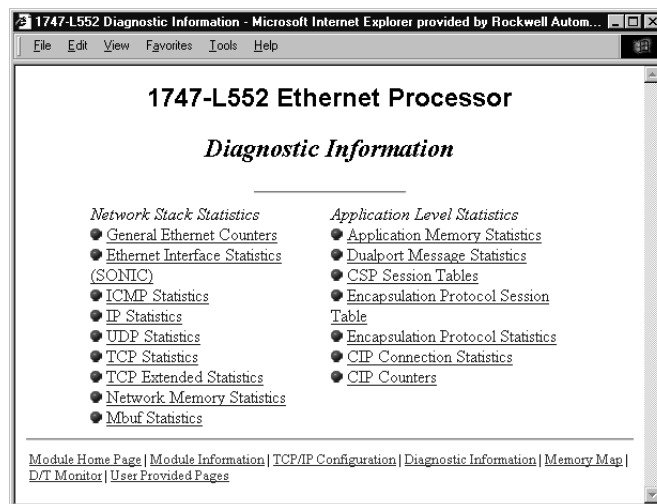 1747-L552 Diagnostic Information - Microsoft Internet Explorer provided by Rockwell Autom...
File Edit View Favorites Tools Help
1747-L552 Ethernet Processor
Diagnostic Information
Network Stack Statistics
General Ethernet Counters
Ethernet Interface Statistics
(SONIC)
ICMP Statistics
IP Statistics
UDP Statistics
TCP Statistics
TCP Extended Statistics
Network Memory Statistics
Mbuf Statistics
Application Level Statistics
Application Memory Statistics
Dualport Message Statistics
CSP Session Tables
Encapsulation Protocol Session
Table
Encapsulation Protocol Statistics
CIP Connection Statistics
CIP Counters
Module Home Page | Module Information | TCP/IP Configuration | Diagnostic Information | Memory Map |
D/T Monitor | User Provided Pages